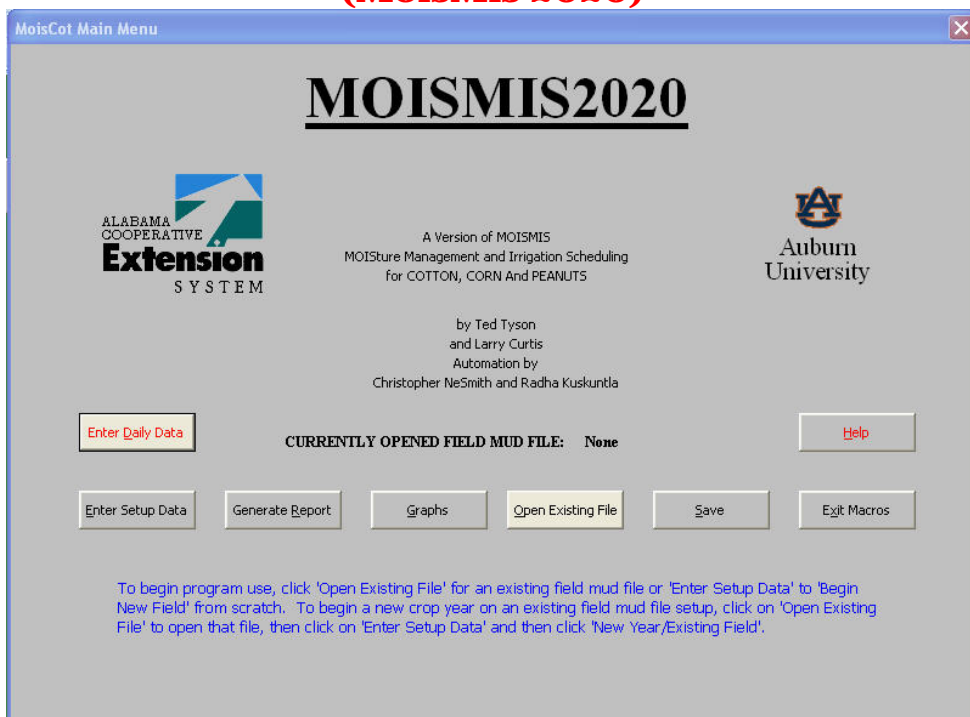 (MOISMIS 2020)
MoisCot Main Menu
MOISMIS2020
ALABAMA
COOPERATIVE
Extension
SYSTEM
A Version of MOISMIS
MOISture Management and Irrigation Scheduling
for COTTON, CORN And PEANUTS
Auburn
University
by Ted Tyson
and Larry Curtis
Automation by
Christopher NeSmith and Radha Kuskuntla
Enter Daily Data
CURRENTLY OPENED FIELD MUD FILE: None
Help
Enter Setup Data
Generate Report
Graphs
Open Existing File
Save
Exit Macros
To begin program use, click 'Open Existing File' for an existing field mud file or 'Enter Setup Data' to 'Begin
New Field' from scratch. To begin a new crop year on an existing field mud file setup, click on 'Open Existing
File' to open that file, then click on 'Enter Setup Data' and then click 'New Year/Existing Field'.